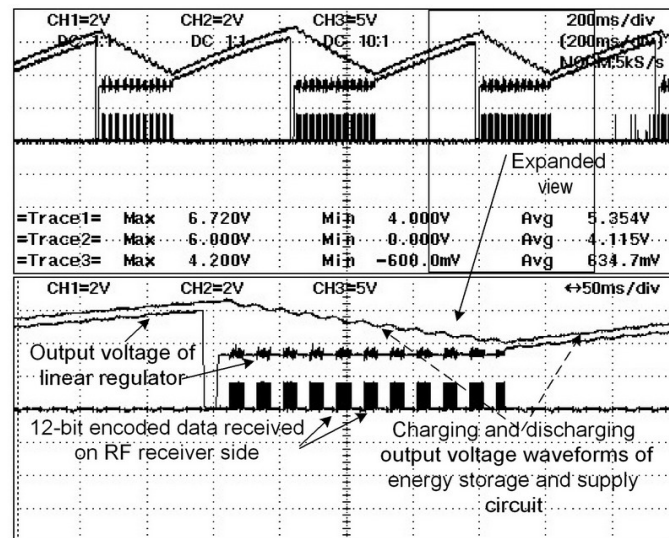 CH1=2V CH2=2V CH3=5V 200ms/div
DC 1:1 DC 1:1 DC 10:1 (200ms/div)
NORM:5kS/s
Expanded
view
=Trace1= Max 6.720V Min 4.000V Avg 5.354V
=Trace2= Max 6.000V Min 0.000V Avg 4.115V
=Trace3= Max 4.200V Min -600.0mV Avg 634.7mV
CH1=2V CH2=2V CH3=5V ↔50ms/div
Output voltage of
linear regulator
12-bit encoded data received
on RF receiver side
Charging and discharging
output voltage waveforms of
energy storage and supply
circuit